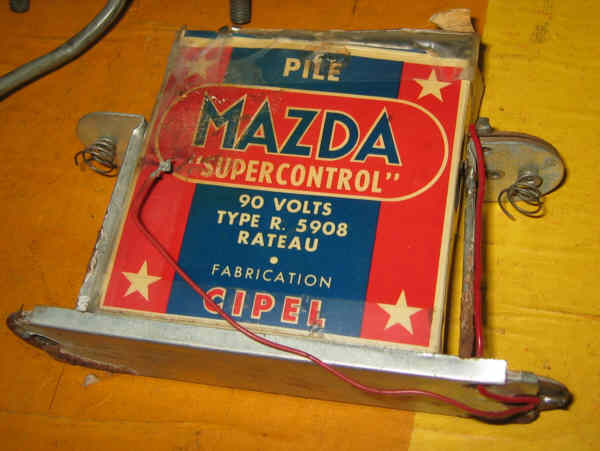 PILE
MAZDA
"SUPERCONTROL"
90 VOLTS
TYPE R. 5908
RATEAU
•
FABRICATION
CIPEL